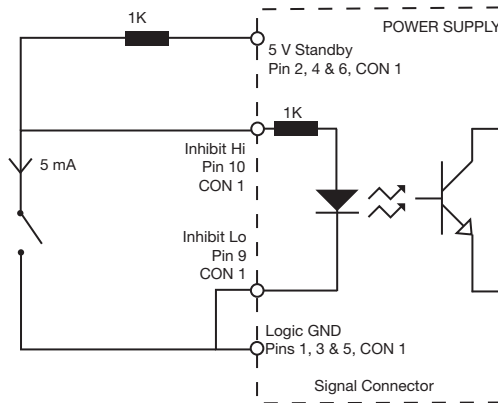 1K
POWER SUPPLY
5 V Standby
Pin 2, 4 & 6, CON 1
1K
Inhibit Hi
Pin 10
CON 1
5 mA
Inhibit Lo
Pin 9
CON 1
Logic GND
Pins 1, 3 & 5, CON 1
Signal Connector